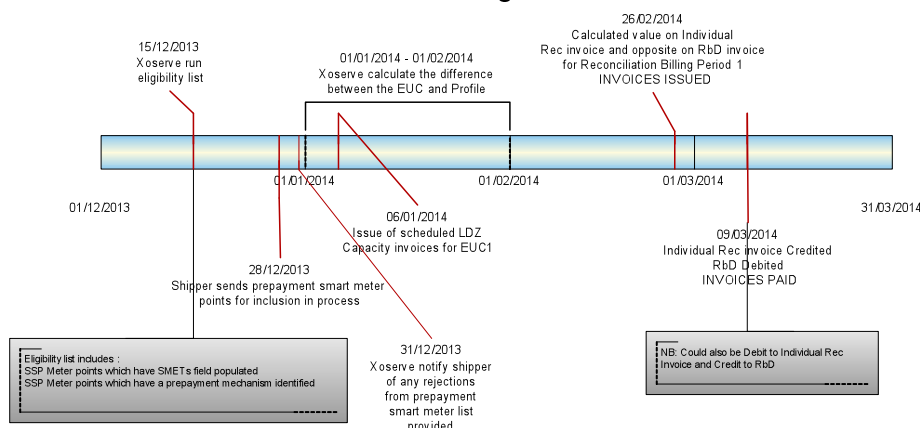 26/02/2014
Calculated value on Individual
Rec invoice and opposite on RbD invoice
for Reconciliation Billing Period 1
INVOICES ISSUED
15/12/2013
Xoserve run
eligibility list
01/01/2014 - 01/02/2014
Xoserve calculate the difference
between the EUC and Profile
01/01/2014
01/02/2014
01/03/2014
01/12/2013
31/03/2014
06/01/2014
Issue of scheduled LDZ
Capacity invoices for EUC1
09/03/2014
Individual Rec invoice Credited
RbD Debited
INVOICES PAID
28/12/2013
Shipper sends prepayment smart meter
points for inclusion in process
31/12/2013
Xoserve notify shipper
of any rejections
from prepayment
smart meter list
provided
Eligibility list includes :
SSP Meter points which have SMETs field populated
SSP Meter points which have a prepayment mechanism identified
NB: Could also be Debit to Individual Rec
Invoice and Credit to RbD